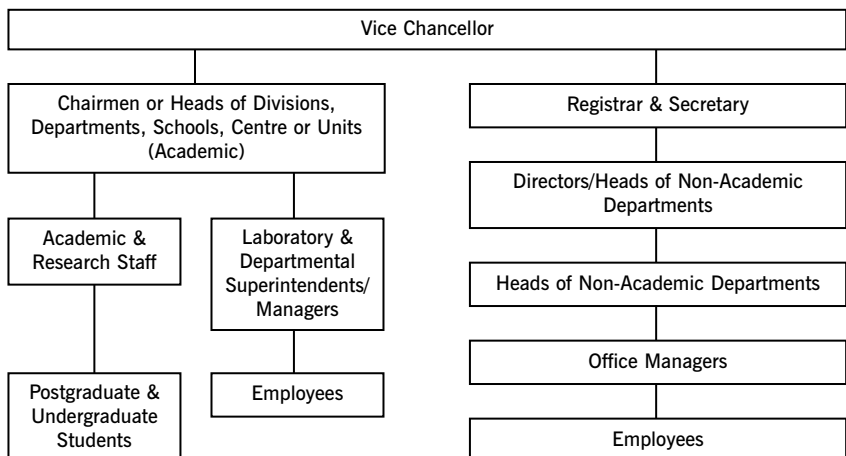 Vice Chancellor
Chairmen or Heads of Divisions,
Departments, Schools, Centre or Units
(Academic)
Registrar & Secretary
Directors/Heads of Non-Academic
Departments
Academic &
Research Staff
Laboratory &
Departmental
Superintendents/
Managers
Heads of Non-Academic Departments
Office Managers
Postgraduate &
Undergraduate
Students
Employees
Employees